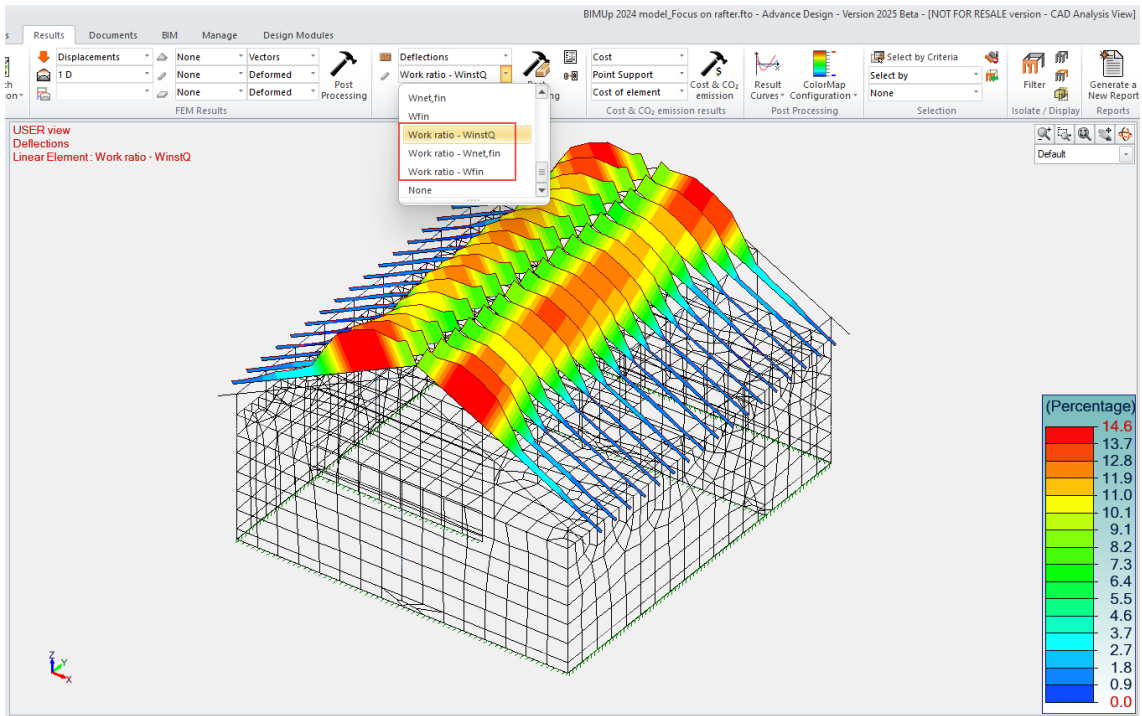 BIMUp 2024 model_Focus on rafter.fto - Advance Design - Version 2025 Beta - [NOT FOR RESALE version - CAD Analysis View]
Results Documents BIM Manage Design Modules
Displacements None Vectors
1 D None Deformed
None Deformed
Post Processing
FEM Results
Deflections
Work ratio - WinstQ
Wnet,fin
Wfin
Work ratio - WinstQ
Work ratio - Wnet,fin
Work ratio - Wfin
None
Cost
Point Support
Cost of element
Cost & CO₂ emission
Cost & CO₂ emission results
Result Curves
ColorMap Configuration
Post Processing
Select by Criteria
Select by
None
Selection
Filter
Isolate / Display
Generate a New Report
Reports
USER view
Deflections
Linear Element : Work ratio - WinstQ
Default
(Percentage)
14.6
13.7
12.8
11.9
11.0
10.1
9.1
8.2
7.3
6.4
5.5
4.6
3.7
2.7
1.8
0.9
0.0
Z
Y
X